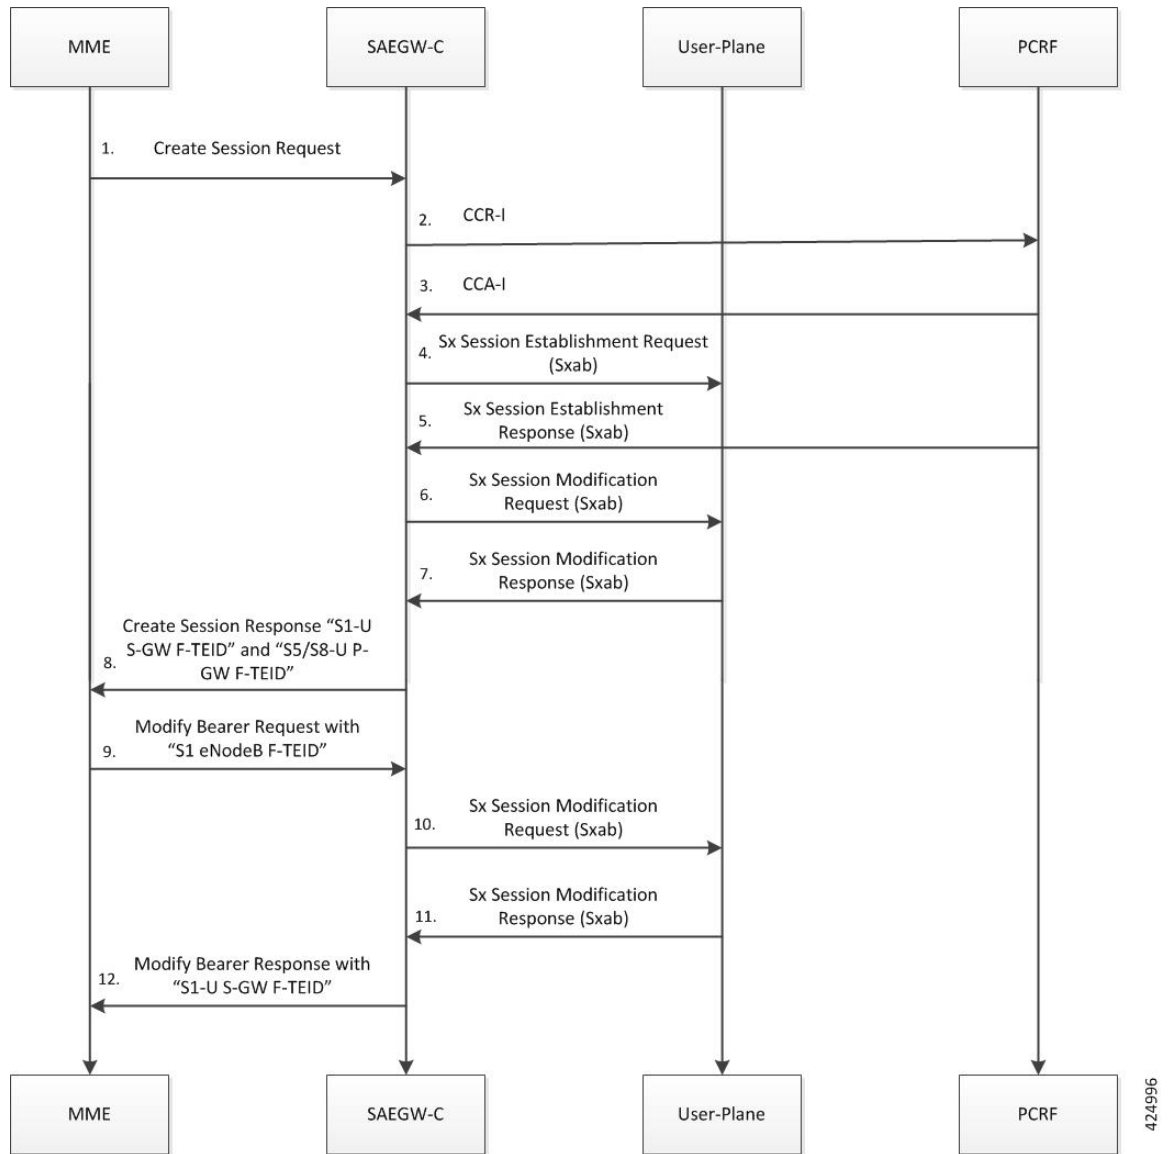 MME
SAEGW-C
User-Plane
PCRF
1. Create Session Request
2. CCR-I
3. CCA-I
4. Sx Session Establishment Request
(Sxab)
5. Sx Session Establishment
Response (Sxab)
6. Sx Session Modification
Request (Sxab)
7. Sx Session Modification
Response (Sxab)
Create Session Response “S1-U
S-GW F-TEID” and “S5/S8-U P-
8. GW F-TEID”
Modify Bearer Request with
9. “S1 eNodeB F-TEID”
Sx Session Modification
10. Request (Sxab)
Sx Session Modification
11. Response (Sxab)
12. Modify Bearer Response with
“S1-U S-GW F-TEID”
MME
SAEGW-C
User-Plane
PCRF
424996